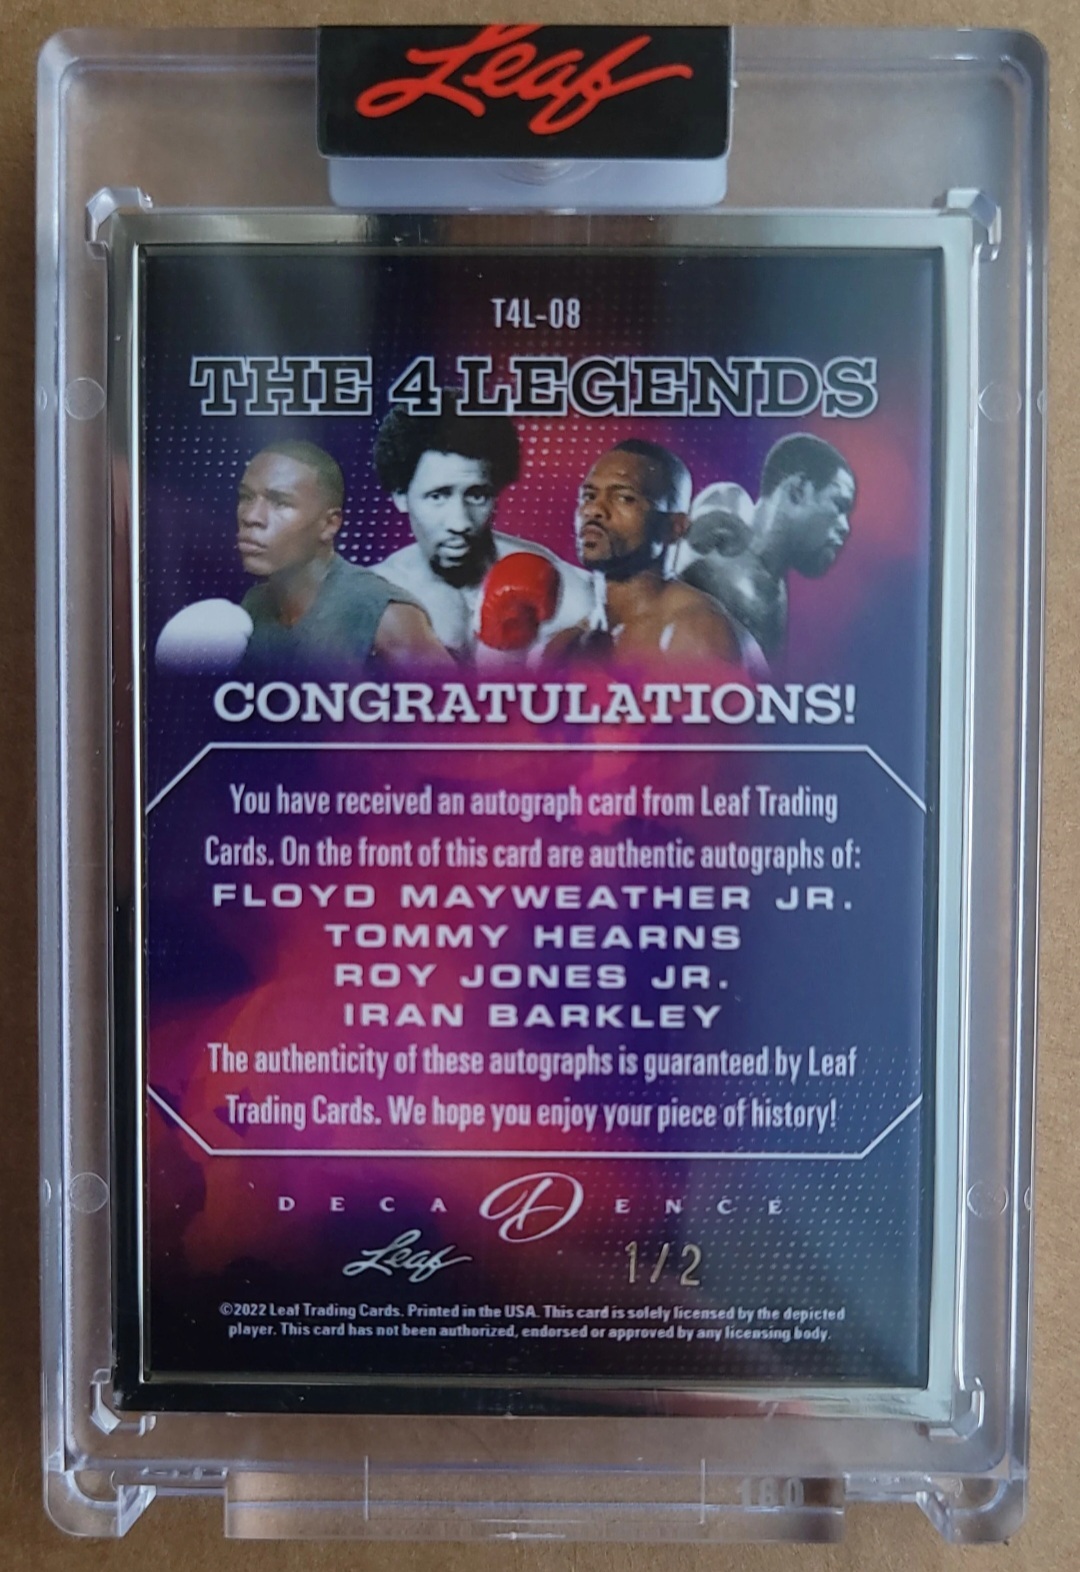 Leaf
T4L-08
THE 4 LEGENDS
CONGRATULATIONS!
You have received an autograph card from Leaf Trading
Cards. On the front of this card are authentic autographs of:
FLOYD MAYWEATHER JR.
TOMMY HEARNS
ROY JONES JR.
IRAN BARKLEY
The authenticity of these autographs is guaranteed by Leaf
Trading Cards. We hope you enjoy your piece of history!
DECA D ENCE
Leaf 1/2
©2022 Leaf Trading Cards. Printed in the USA. This card is solely licensed by the depicted
player. This card has not been authorized, endorsed or approved by any licensing body.
180